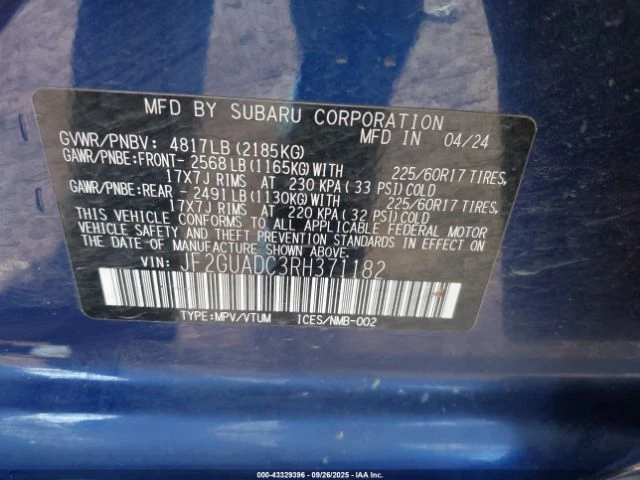 MFD BY SUBARU CORPORATION
MFD IN 04/24
GVWR/PNBV: 4817LB (2185KG)
GAWR/PNBE:FRONT- 2568LB(1165KG)WITH 225/60R17 TIRES,
17X7J RIMS AT 230 KPA(33 PSI)COLD
GAWR/PNBE:REAR - 2491LB(1130KG)WITH 225/60R17 TIRES,
17X7J RIMS AT 220 KPA(32 PSI)COLD
THIS VEHICLE CONFORMS TO ALL APPLICABLE FEDERAL MOTOR
VEHICLE SAFETY AND BUMPER STANDARDS
THEFT PREVENTION STANDARDS IN EFFECT ON THE DATE
OF MANUFACTURE SHOWN ABOVE.
VIN: JF2GUADC3RH371182
TYPE:MPV/VTUM ICES/NMB-002
000-43329396 - 09/26/2025 - IAA, Inc.